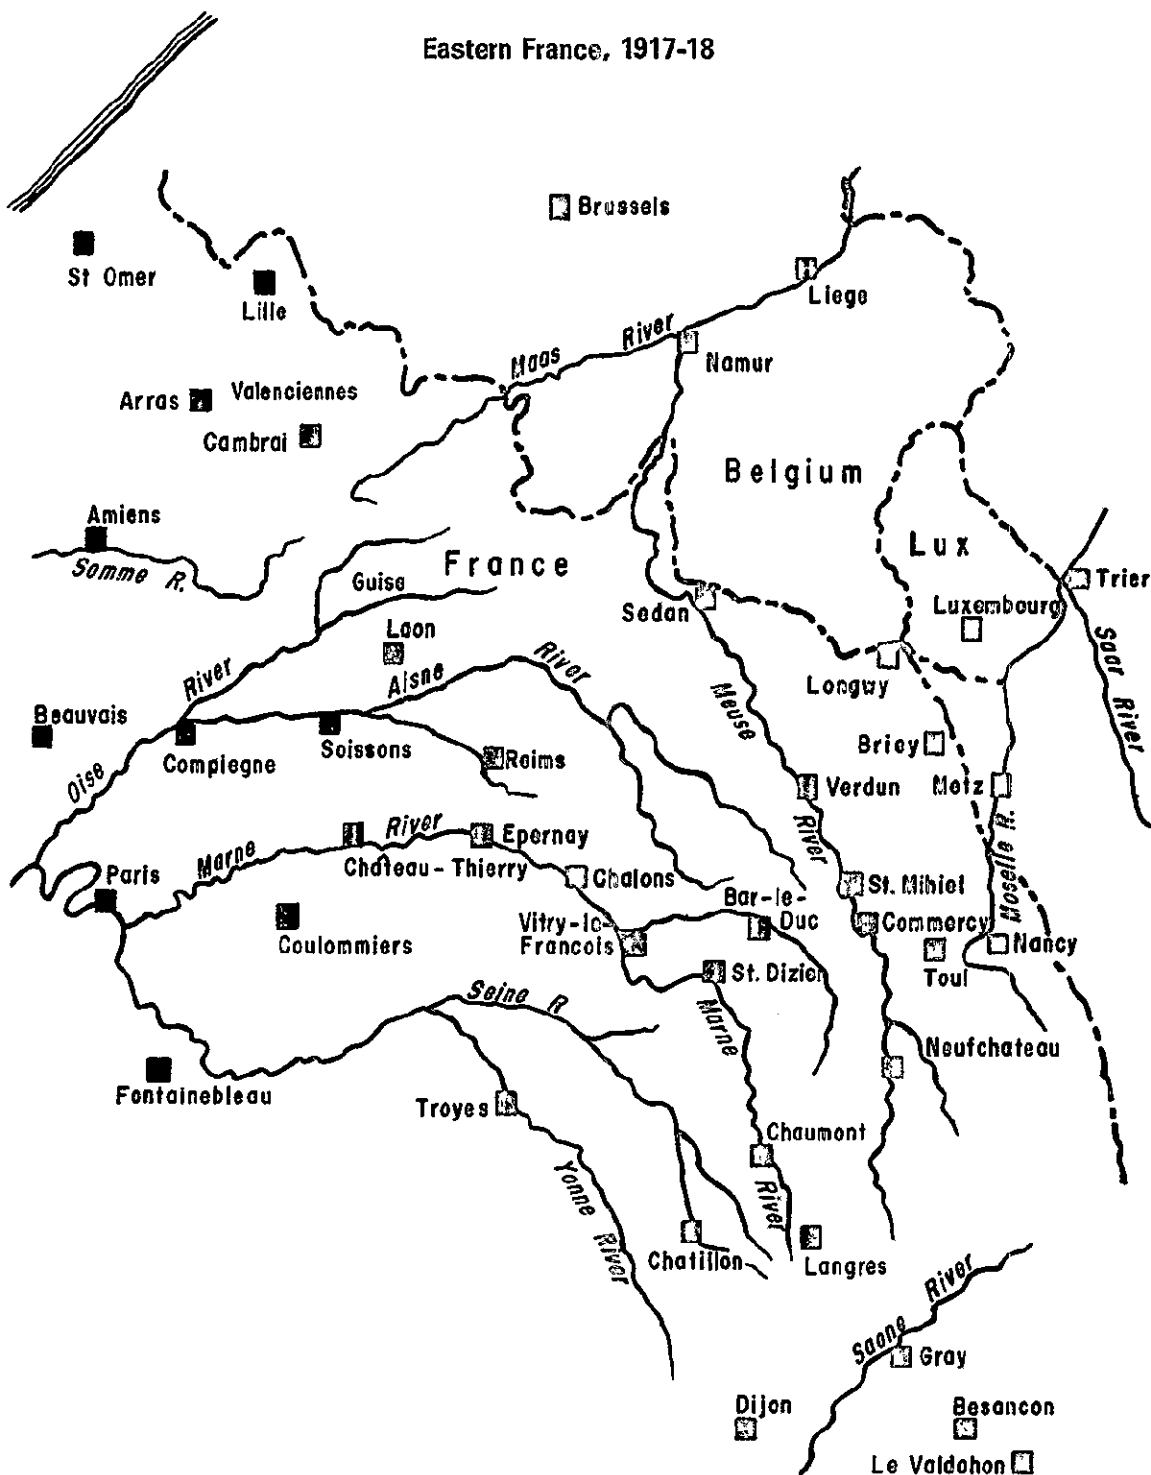 Eastern France, 1917-18
Brussels
St Omer
Lille
Liege
Maas River
Namur
Arras
Valenciennes
Cambrai
Belgium
Amiens
Somme R.
France
Lux
Guise
Trier
Sedan
Luxembourg
Laon
Saar River
Oise River
Aisne River
Longwy
Meuse River
Beauvais
Compiegne
Soissons
Reims
Briey
Verdun
Metz
Moselle R.
Marne River
Epernay
Chateau-Thierry
Paris
Chalons
St. Mihiel
Bar-le-
Duc
Commercy
Coulommiers
Vitry-le-
Francois
Toul
Nancy
St. Dizier
Seine R
Marne River
Neufchateau
Fontainebleau
Troyes
Chaumont
Yonne River
Chatillon
Langres
Saone River
Gray
Dijon
Besancon
Le Valdahon